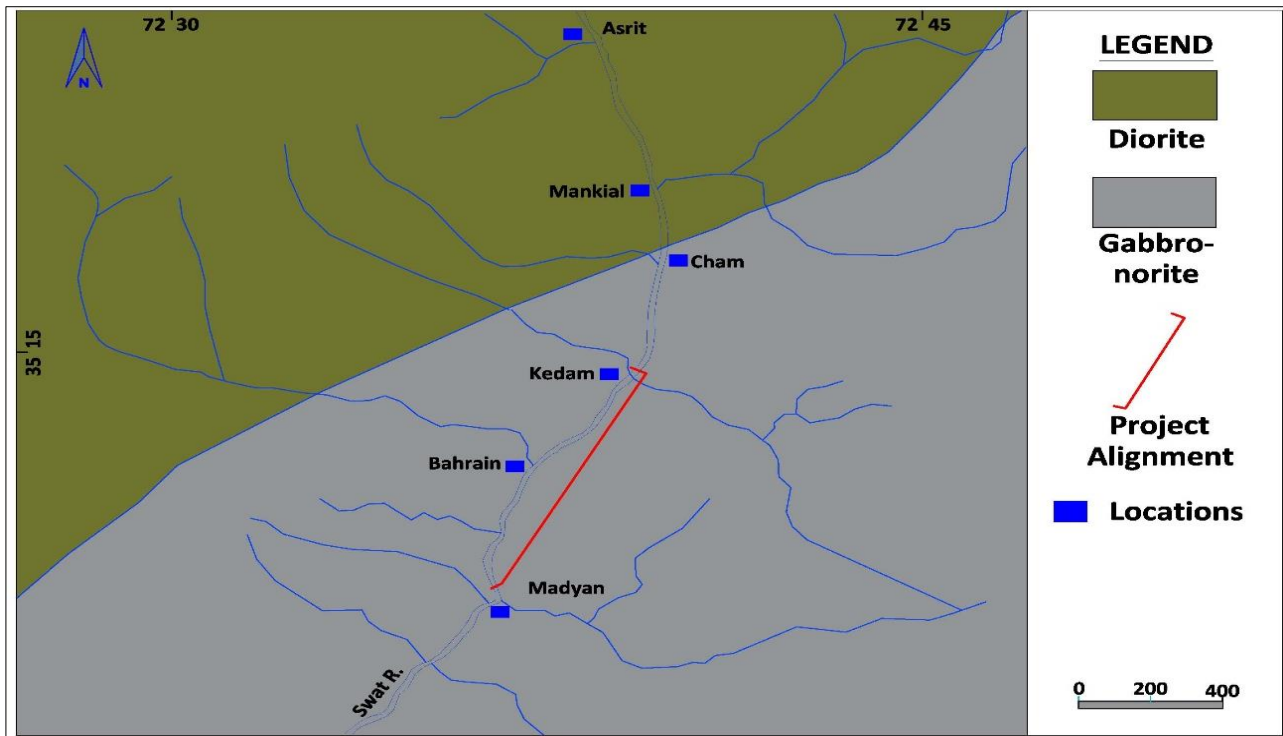 72 30
72 45
Asrit
N
Mankial
Cham
35 15
Kedam
Bahrain
Madyan
Swat R.
LEGEND
Diorite
Gabbro-
norite
Project
Alignment
Locations
0 200 400